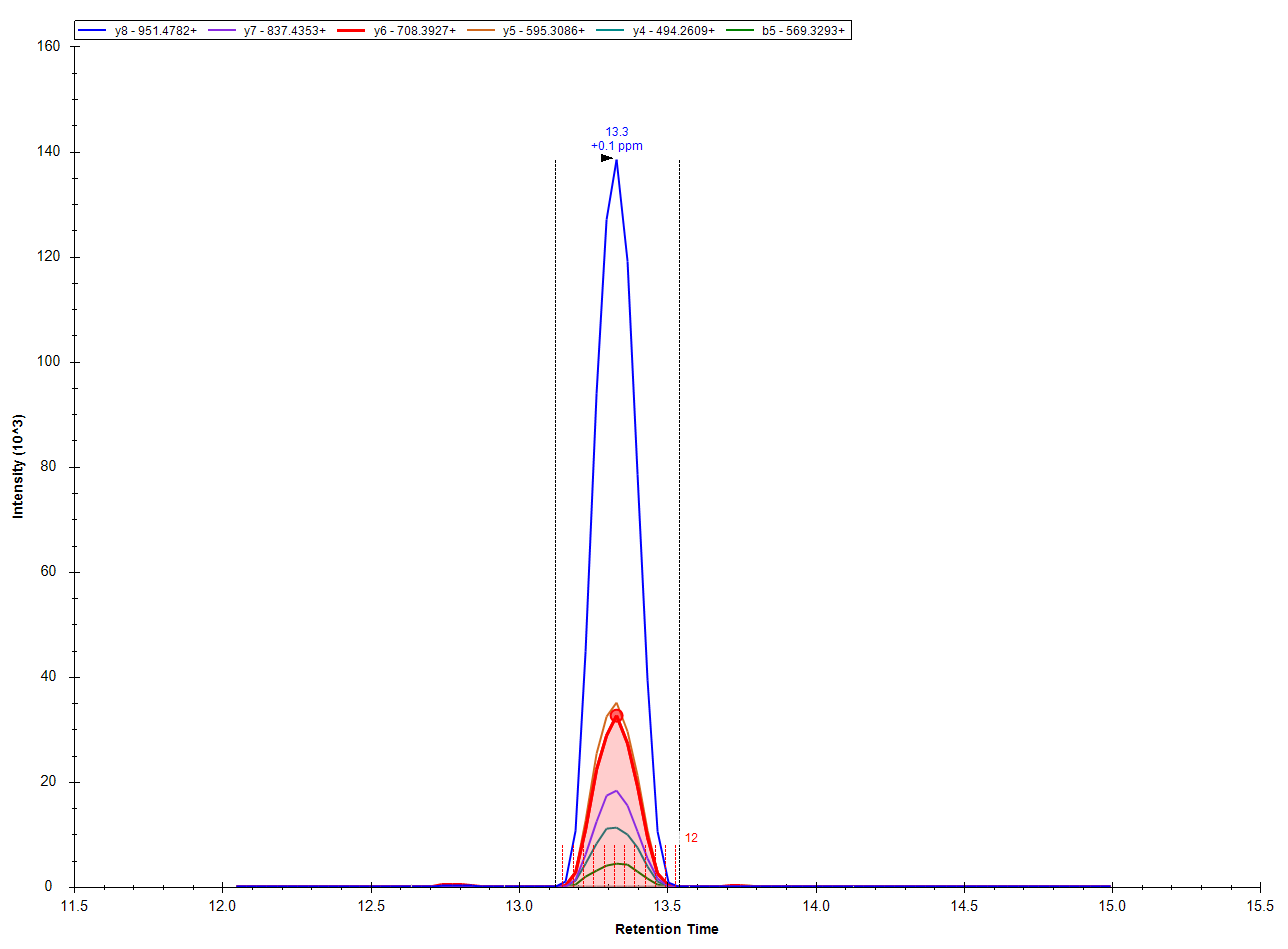 y8 - 951.4782+ y7 - 837.4353+ y6 - 708.3927+ y5 - 595.3086+ y4 - 494.2609+ b5 - 569.3293+
160
13.3
+0.1 ppm
140
120
100
80
60
40
20
12
0
Intensity (10^3)
11.5 12.0 12.5 13.0 13.5 14.0 14.5 15.0 15.5
Retention Time